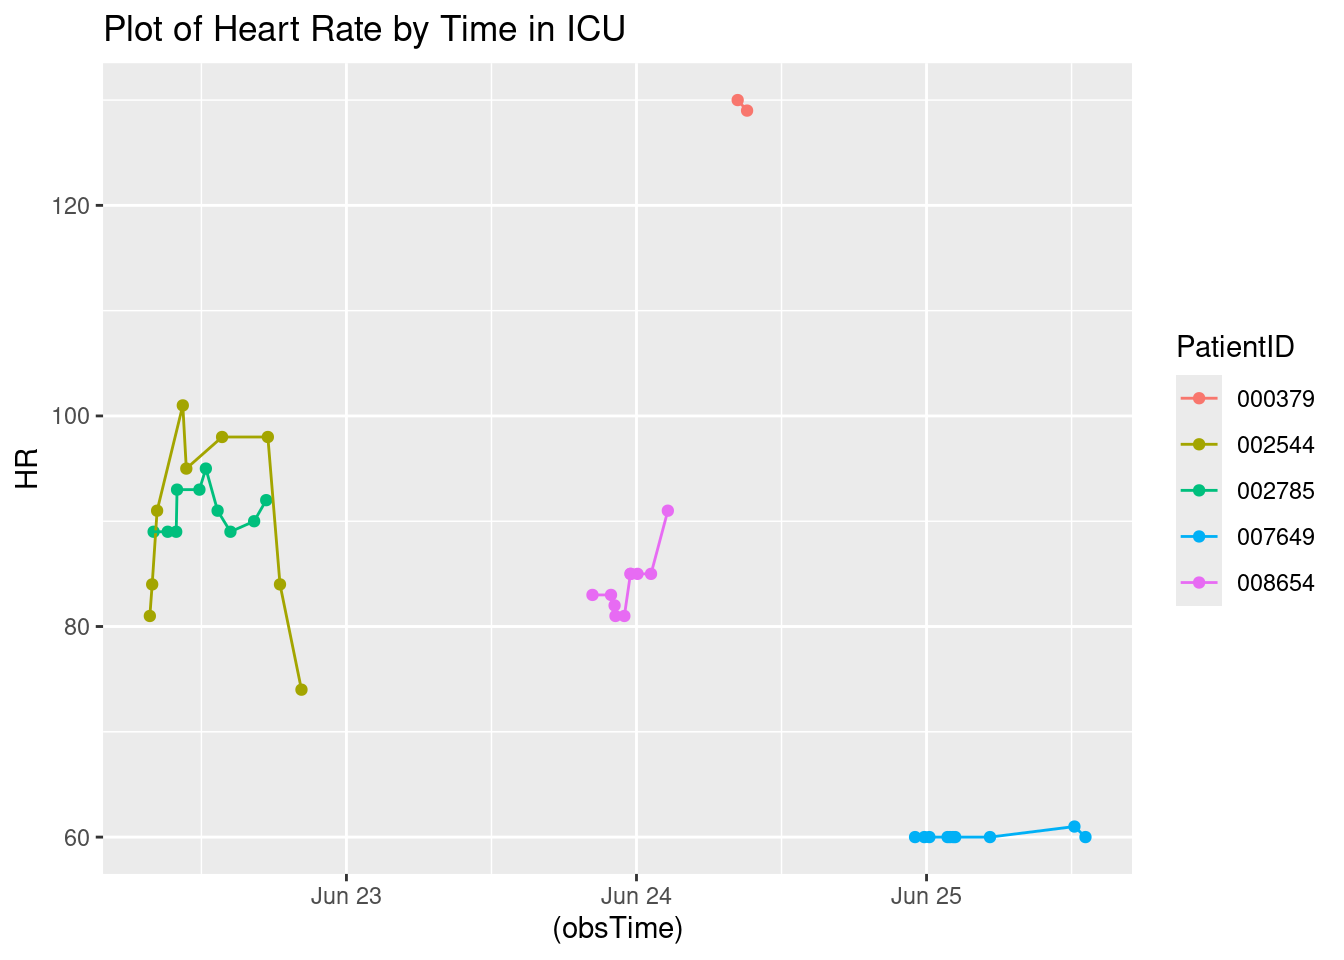 Plot of Heart Rate by Time in ICU
120
100
80
60
HR
Jun 23
Jun 24
Jun 25
(obsTime)
PatientID
000379
002544
002785
007649
008654